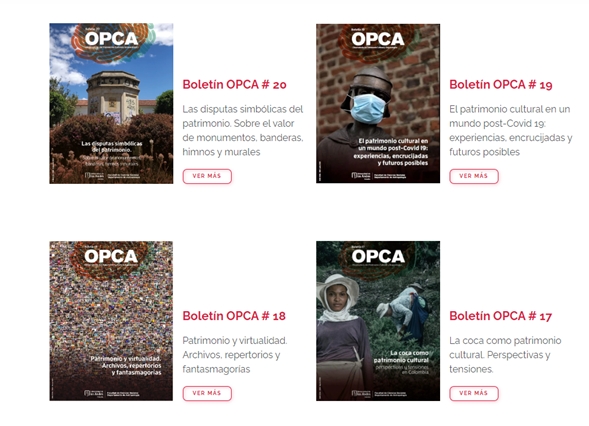 OPCA
Las disputas simbólicas
del patrimonio.
Boletín OPCA # 20
Las disputas simbólicas del
patrimonio. Sobre el valor
de monumentos, banderas,
himnos y murales
VER MÁS
OPCA
El patrimonio cultural en
un mundo post-Covid 19:
experiencias, encrucijadas
y futuros posibles
Boletín OPCA # 19
El patrimonio cultural en un
mundo post-Covid 19:
experiencias, encrucijadas y
futuros posibles
VER MÁS
OPCA
Patrimonio y virtualidad.
Archivos, repertorios
y fantasmagorías
Boletín OPCA # 18
Patrimonio y virtualidad.
Archivos, repertorios y
fantasmagorías
VER MÁS
OPCA
La coca como
patrimonio cultural
perspectivas y tensiones
en Colombia
Boletín OPCA # 17
La coca como patrimonio
cultural. Perspectivas y
tensiones.
VER MÁS